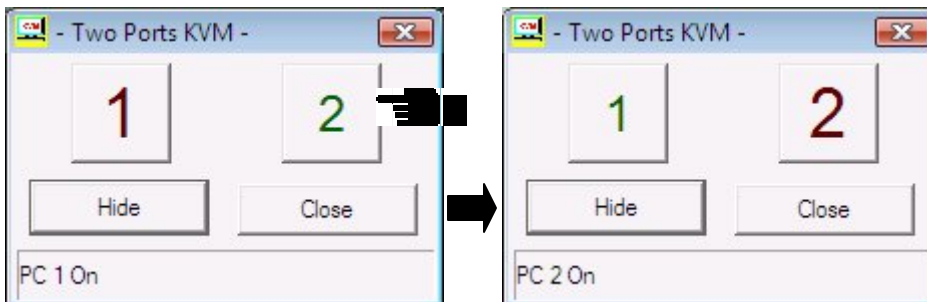 - Two Ports KVM -
1 2
Hide Close
PC 1 On
- Two Ports KVM -
1 2
Hide Close
PC 2 On